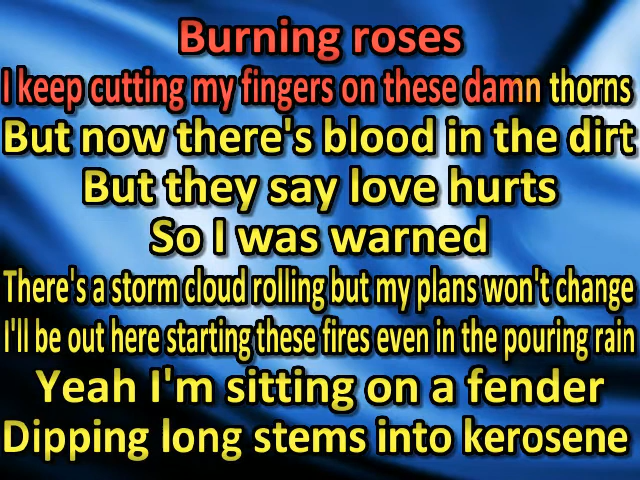 Burning roses
I keep cutting my fingers on these damn thorns
But now there's blood in the dirt
But they say love hurts
So I was warned
There's a storm cloud rolling but my plans won't change
I'll be out here starting these fires even in the pouring rain
Yeah I'm sitting on a fender
Dipping long stems into kerosene